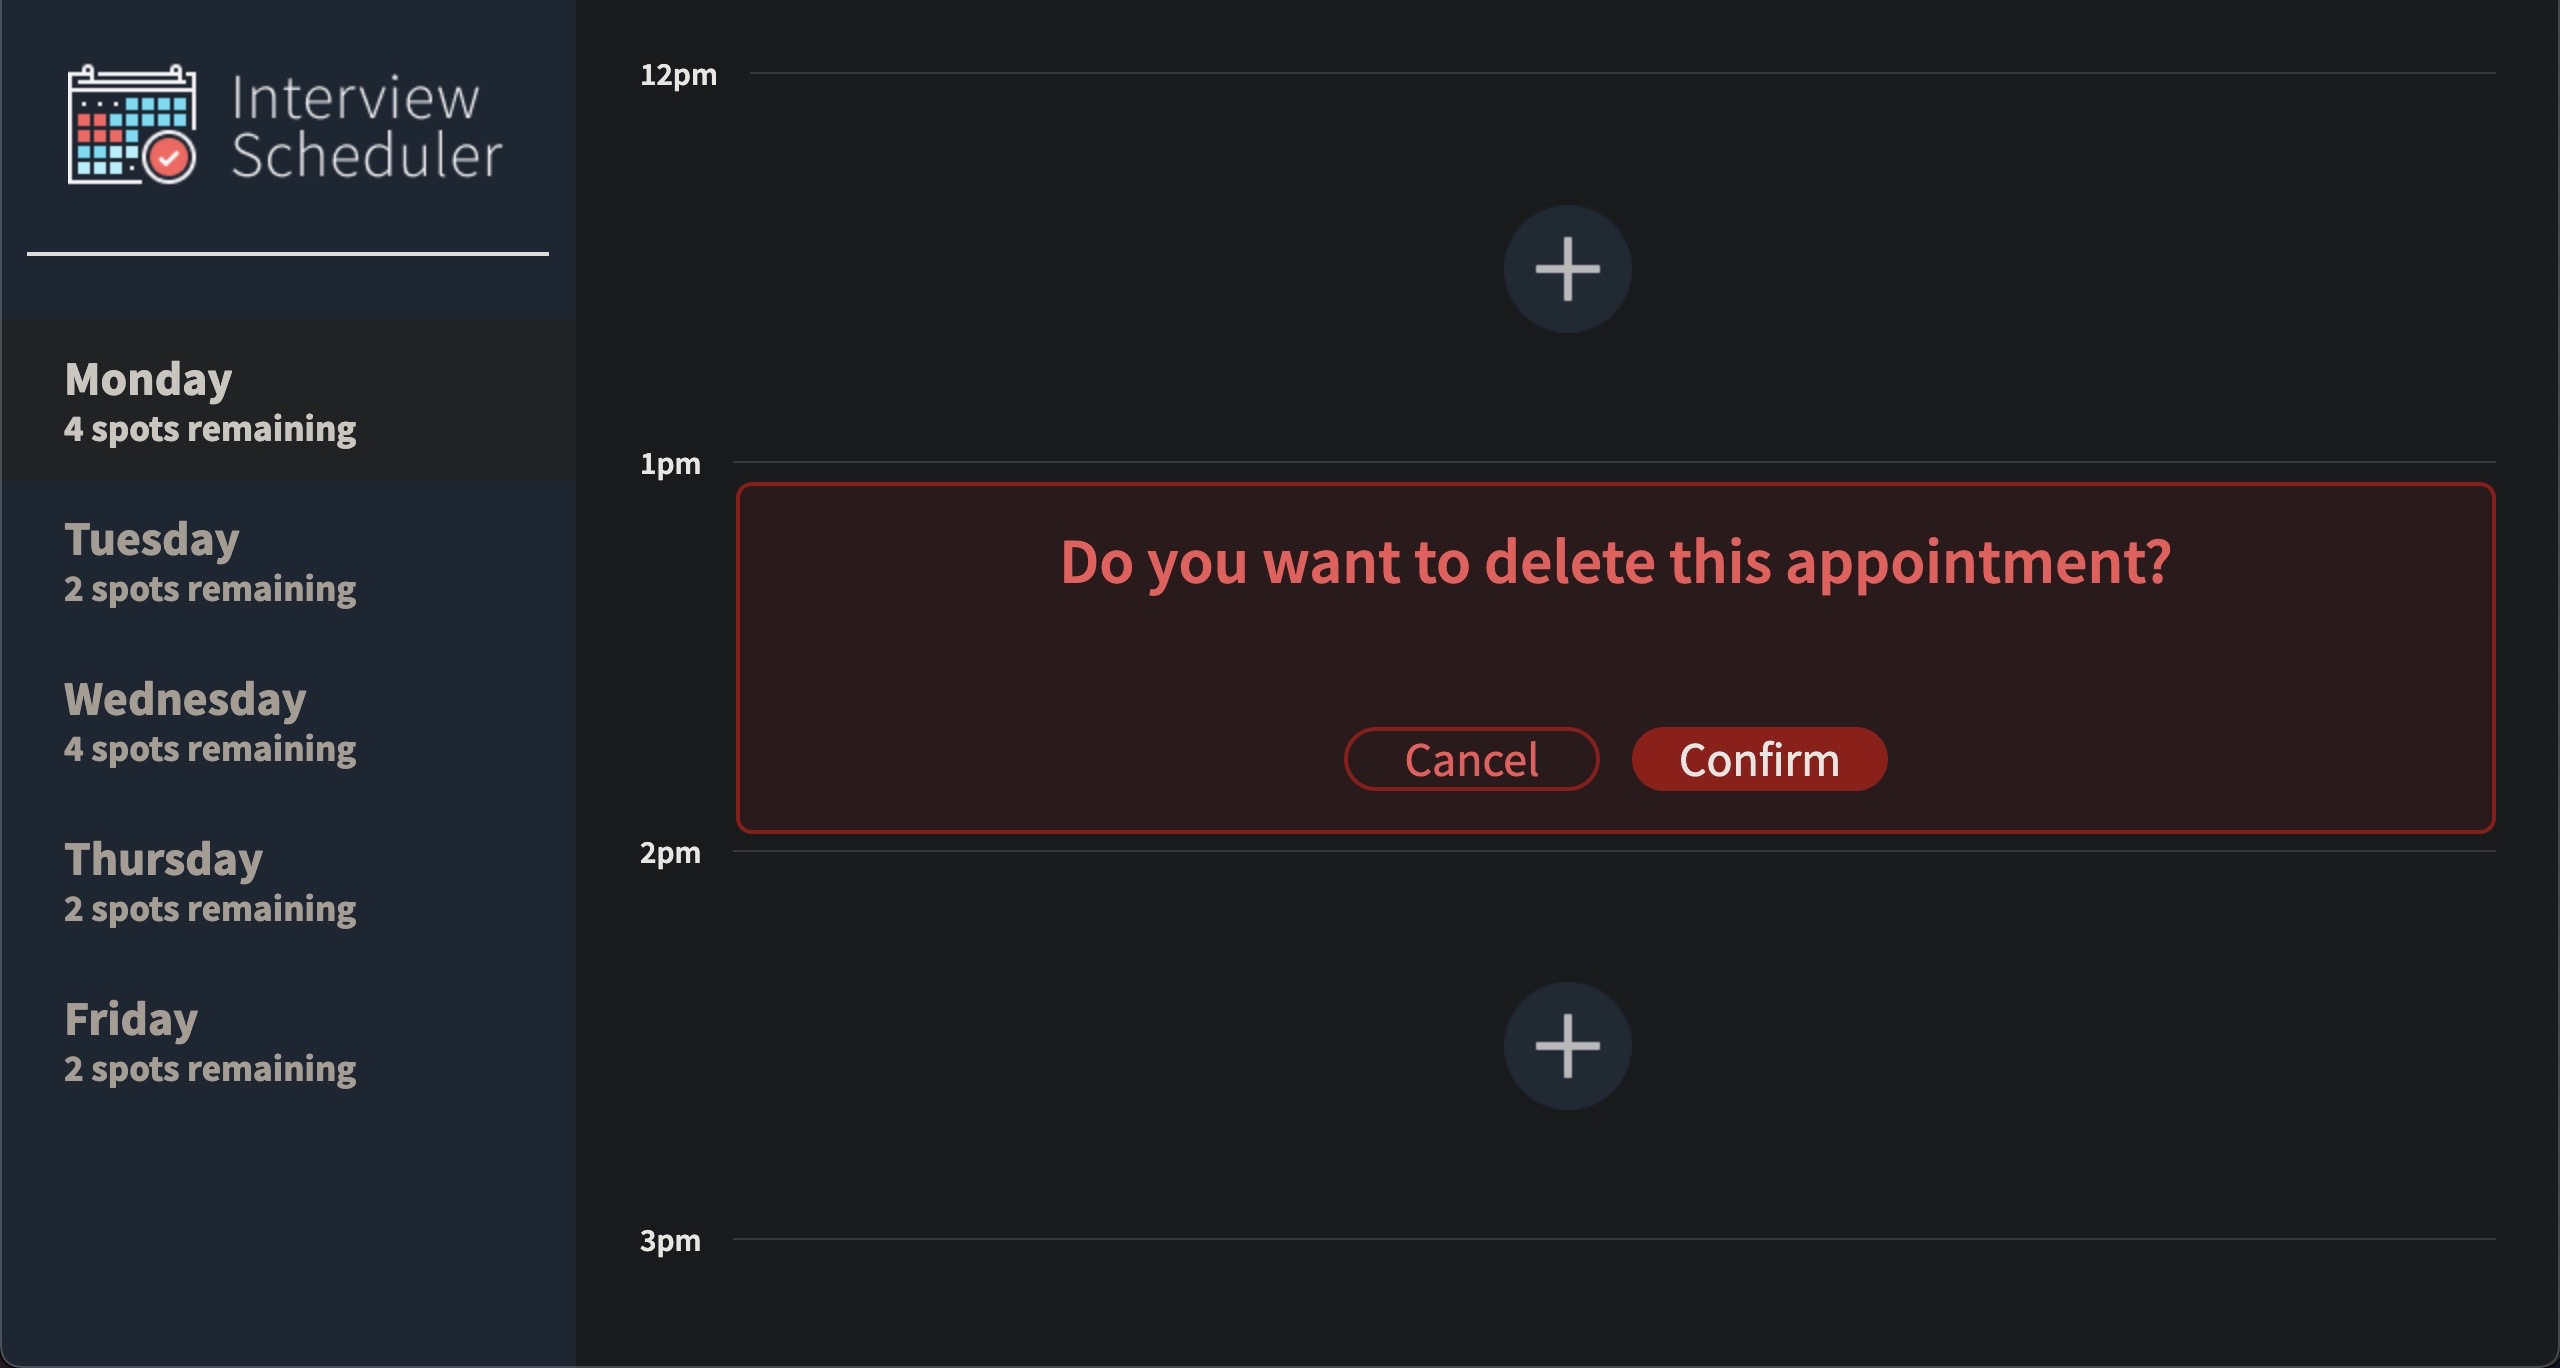 Interview
Scheduler
Monday
4 spots remaining
Tuesday
2 spots remaining
Wednesday
4 spots remaining
Thursday
2 spots remaining
Friday
2 spots remaining
12pm
1pm
Do you want to delete this appointment?
Cancel Confirm
2pm
3pm